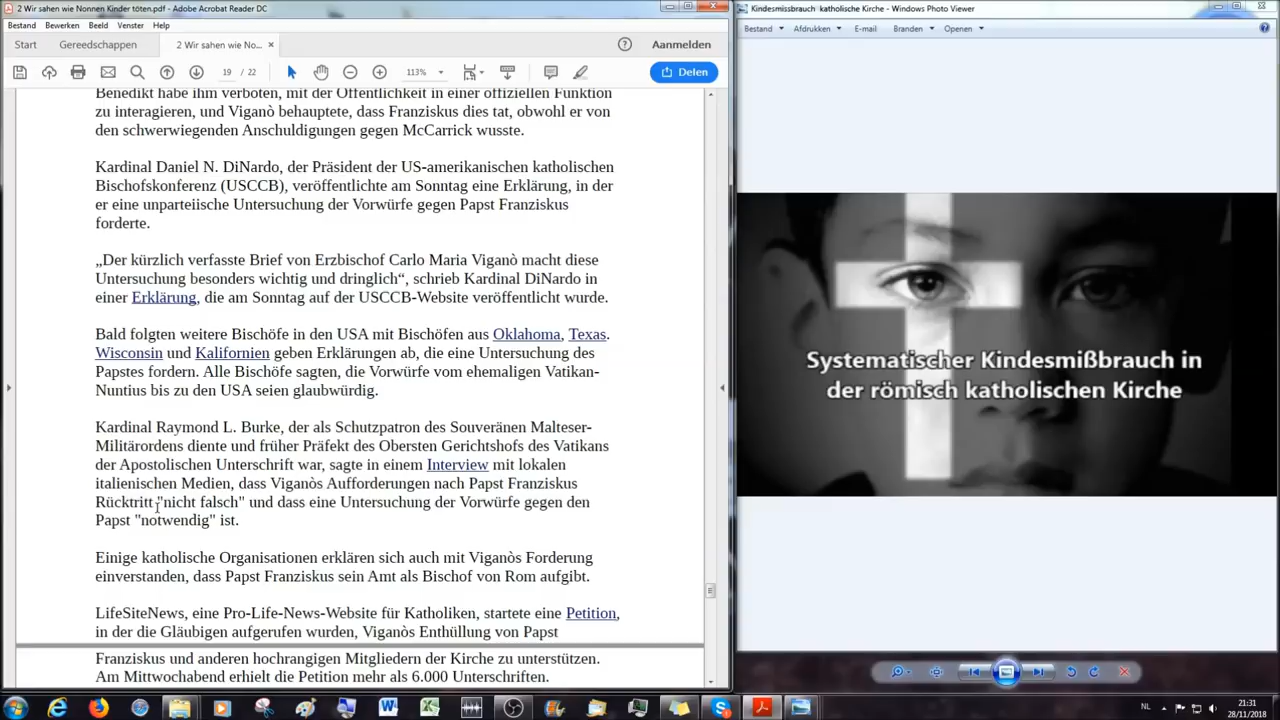 2 Wir sahen wie Nonnen Kinder töten.pdf - Adobe Acrobat Reader DC
Bestand Bewerken Beeld Venster Help
Start Gereedschappen 2 Wir sahen wie No... × Aanmelden
19 / 22 113% Delen
Benedikt habe ihm verboten, mit der Öffentlichkeit in einer offiziellen Funktion
zu interagieren, und Viganò behauptete, dass Franziskus dies tat, obwohl er von
den schwerwiegenden Anschuldigungen gegen McCarrick wusste.
Kardinal Daniel N. DiNardo, der Präsident der US-amerikanischen katholischen
Bischofskonferenz (USCCB), veröffentlichte am Sonntag eine Erklärung, in der
er eine unparteiische Untersuchung der Vorwürfe gegen Papst Franziskus
forderte.
„Der kürzlich verfasste Brief von Erzbischof Carlo Maria Viganò macht diese
Untersuchung besonders wichtig und dringlich“, schrieb Kardinal DiNardo in
einer Erklärung, die am Sonntag auf der USCCB-Website veröffentlicht wurde.
Bald folgten weitere Bischöfe in den USA mit Bischöfen aus Oklahoma, Texas.
Wisconsin und Kalifornien geben Erklärungen ab, die eine Untersuchung des
Papstes fordern. Alle Bischöfe sagten, die Vorwürfe vom ehemaligen Vatikan-
Nuntius bis zu den USA seien glaubwürdig.
Kardinal Raymond L. Burke, der als Schutzpatron des Souveränen Malteser-
Militärordens diente und früher Präfekt des Obersten Gerichtshofs des Vatikans
der Apostolischen Unterschrift war, sagte in einem Interview mit lokalen
italienischen Medien, dass Viganòs Aufforderungen nach Papst Franziskus
Rücktritt "nicht falsch" und dass eine Untersuchung der Vorwürfe gegen den
Papst "notwendig" ist.
Einige katholische Organisationen erklären sich auch mit Viganòs Forderung
einverstanden, dass Papst Franziskus sein Amt als Bischof von Rom aufgibt.
LifeSiteNews, eine Pro-Life-News-Website für Katholiken, startete eine Petition,
in der die Gläubigen aufgerufen wurden, Viganòs Enthüllung von Papst
Franziskus und anderen hochrangigen Mitgliedern der Kirche zu unterstützen.
Am Mittwochabend erhielt die Petition mehr als 6.000 Unterschriften.
Kindesmissbrauch katholische Kirche - Windows Photo Viewer
Bestand Afdrukken E-mail Branden Openen
Systematischer Kindesmißbrauch in
der römisch katholischen Kirche
NL 21:31
28/11/2018